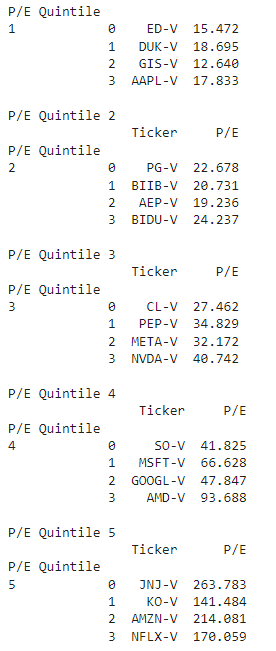 P/E Quintile
1 0 ED-V 15.472
1 DUK-V 18.695
2 GIS-V 12.640
3 AAPL-V 17.833
P/E Quintile 2
Ticker P/E
P/E Quintile
2 0 PG-V 22.678
1 BIIB-V 20.731
2 AEP-V 19.236
3 BIDU-V 24.237
P/E Quintile 3
Ticker P/E
P/E Quintile
3 0 CL-V 27.462
1 PEP-V 34.829
2 META-V 32.172
3 NVDA-V 40.742
P/E Quintile 4
Ticker P/E
P/E Quintile
4 0 SO-V 41.825
1 MSFT-V 66.628
2 GOOGL-V 47.847
3 AMD-V 93.688
P/E Quintile 5
Ticker P/E
P/E Quintile
5 0 JNJ-V 263.783
1 KO-V 141.484
2 AMZN-V 214.081
3 NFLX-V 170.059